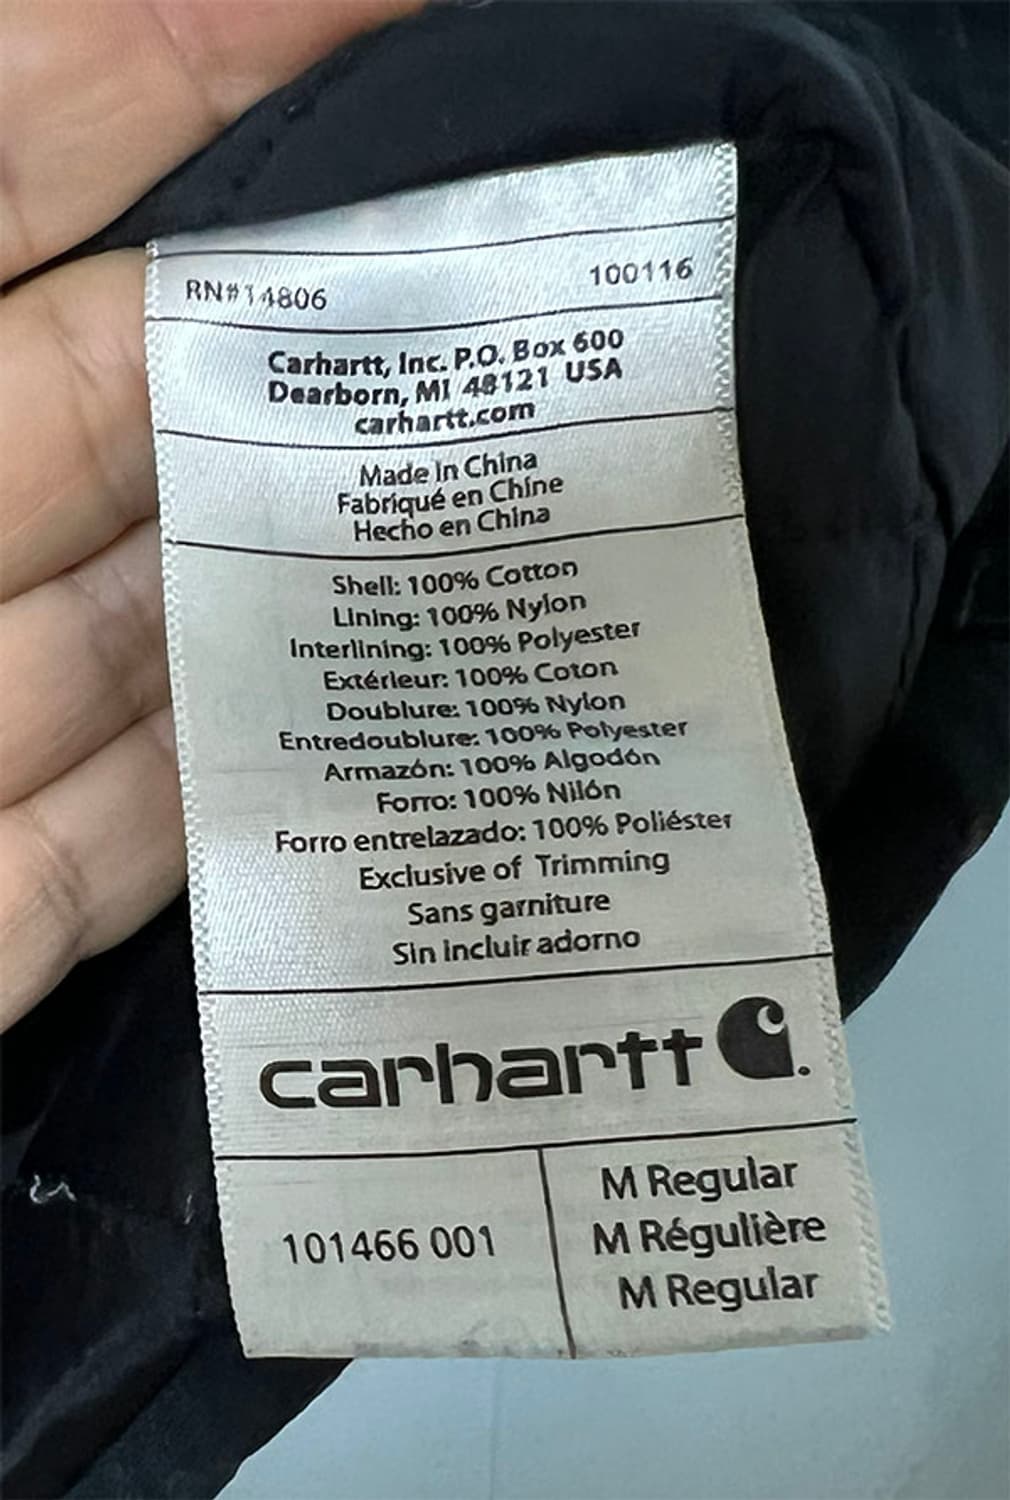 RN#14806 100116
Carhartt, Inc. P.O. Box 600
Dearborn, MI 48121 USA
carhartt.com
Made in China
Fabriqué en Chine
Hecho en China
Shell: 100% Cotton
Lining: 100% Nylon
Interlining: 100% Polyester
Extérieur: 100% Coton
Doublure: 100% Nylon
Entredoublure: 100% Polyester
Armazón: 100% Algodón
Forro: 100% Nilón
Forro entrelazado: 100% Poliéster
Exclusive of Trimming
Sans garniture
Sin incluir adorno
carhartt
101466 001
M Regular
M Régulière
M Regular